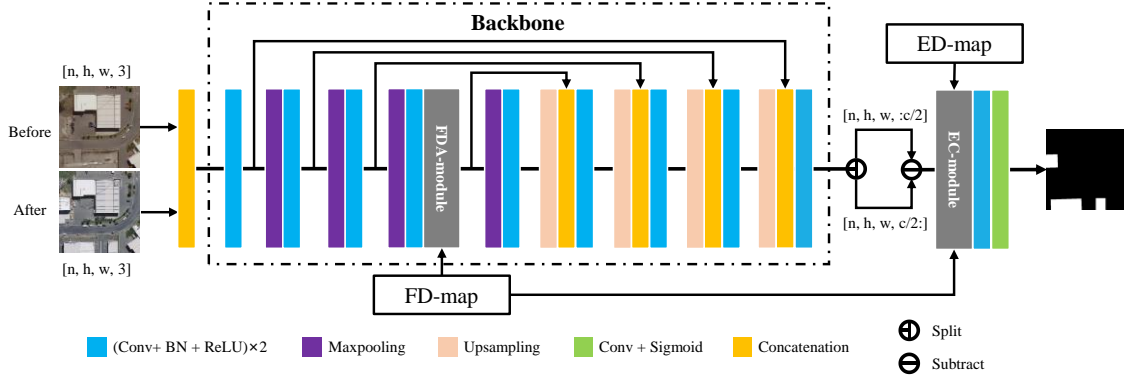 Backbone
[n, h, w, 3]
Before
After
[n, h, w, 3]
FDA-module
FD-map
[n, h, w, :c/2]
[n, h, w, c/2:]
ED-map
EC-module
(Conv+ BN + ReLU)×2
Maxpooling
Upsampling
Conv + Sigmoid
Concatenation
Split
Subtract